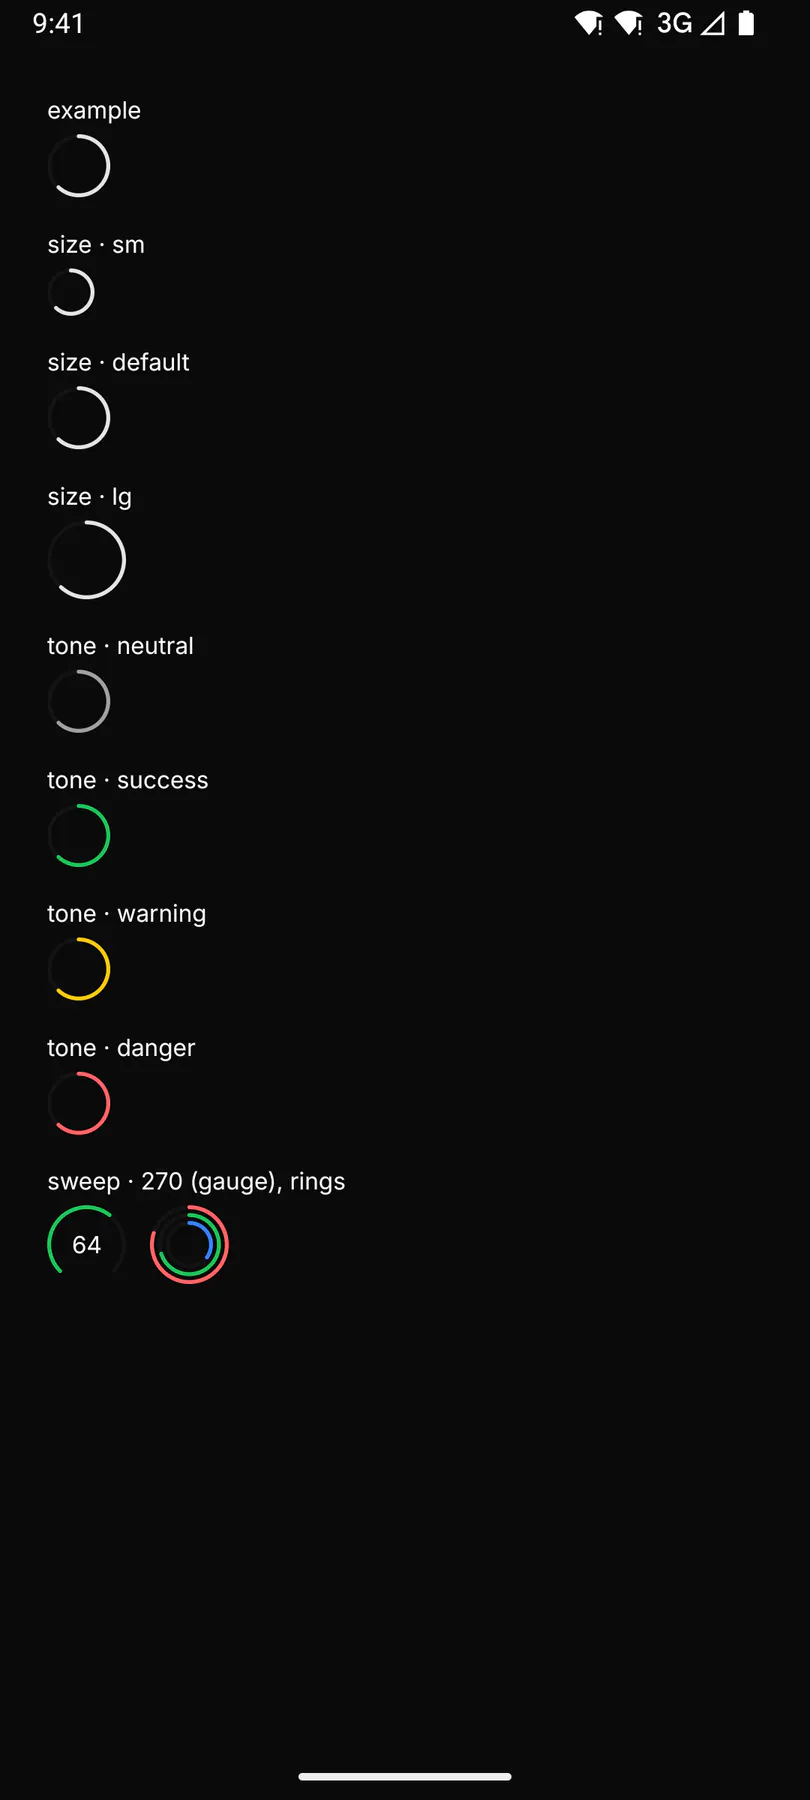 9:41 3G
example
size · sm
size · default
size · lg
tone · neutral
tone · success
tone · warning
tone · danger
sweep · 270 (gauge), rings
64